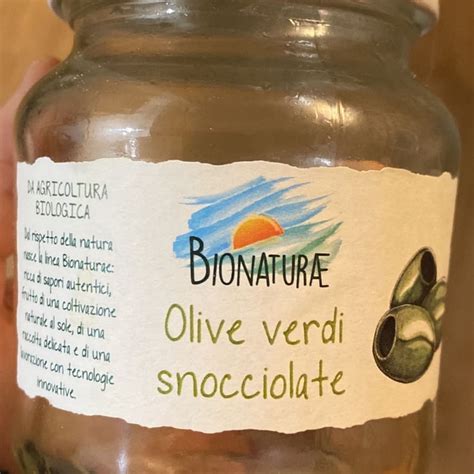 DA AGRICOLTURA
BIOLOGICA
Dal rispetto della natura
nasce la linea Bionaturae:
ricca di sapori autentici,
frutto di una coltivazione
naturale al sole, di una
raccolta delicata e di una
lavorazione con tecnologie
innovative.
BIONATURÆ
Olive verdi
snocciolate